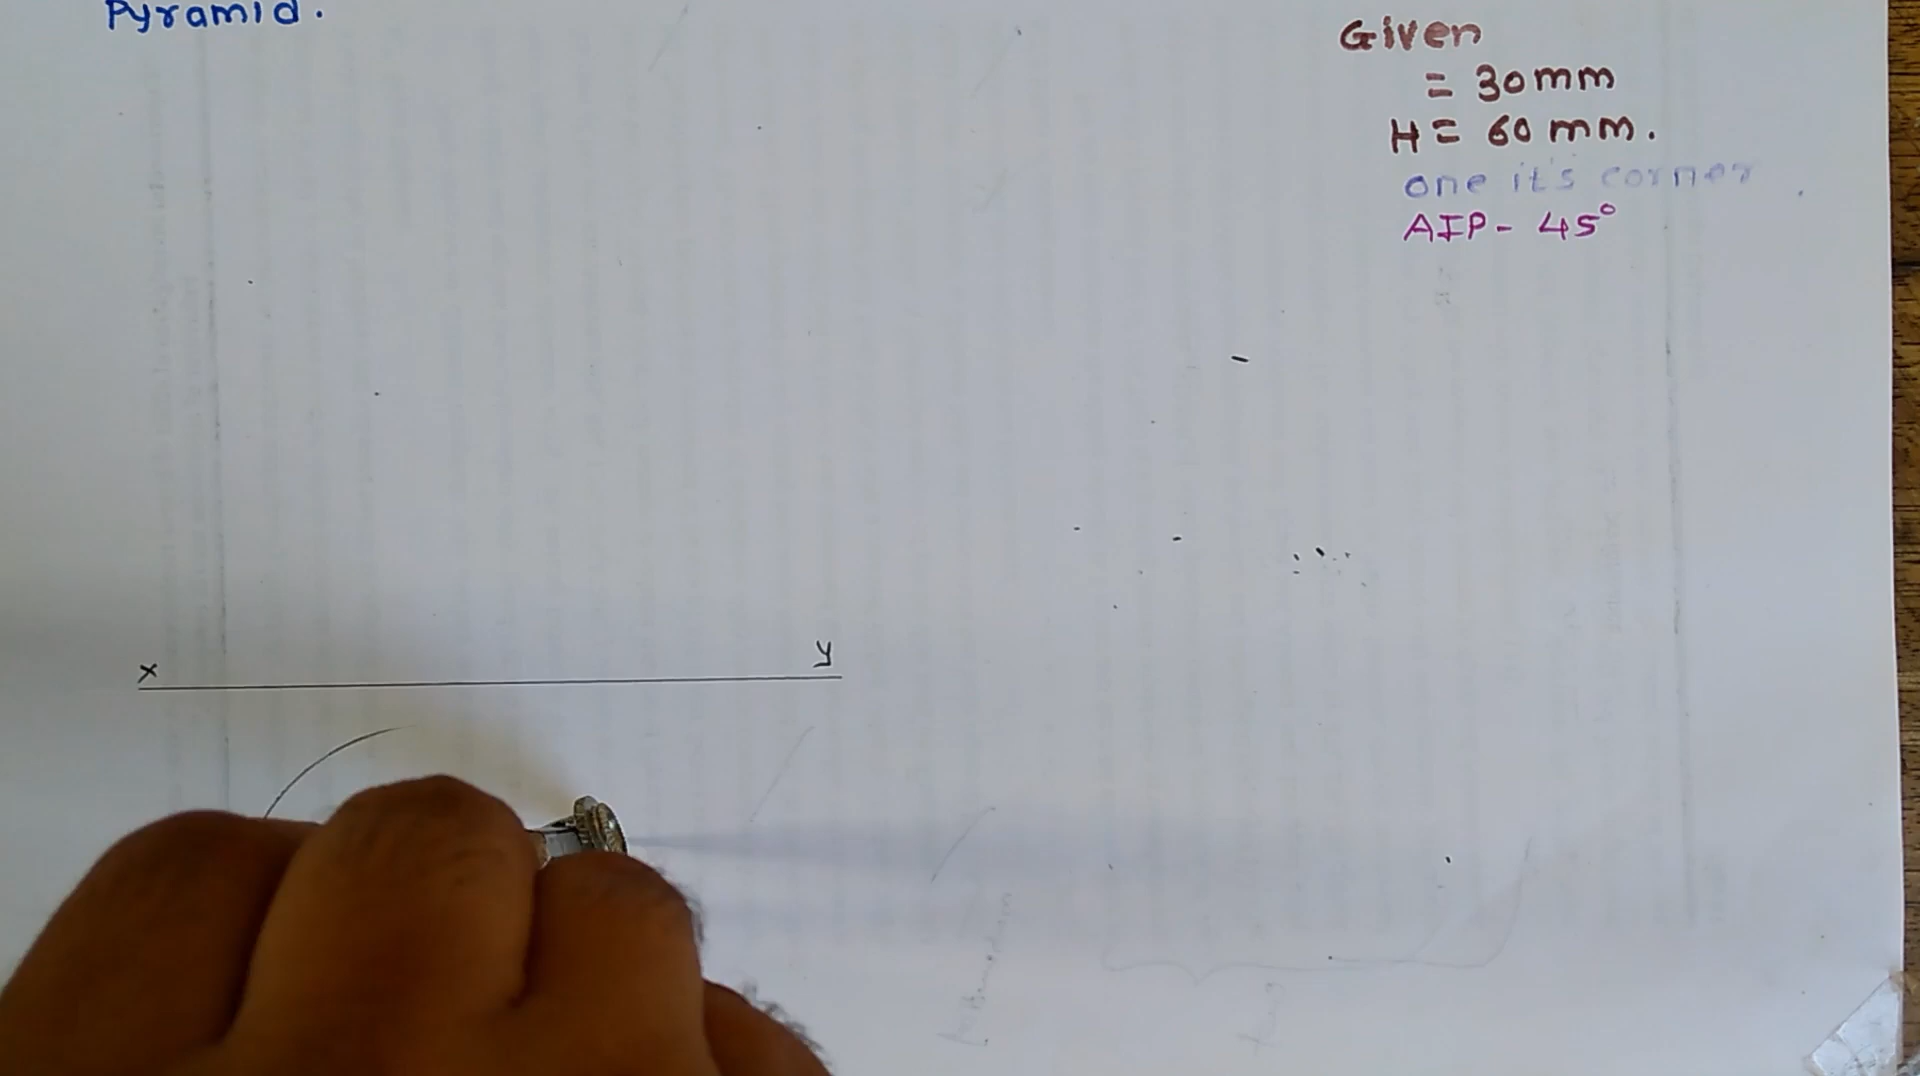 Pyramid.
Given
= 30mm
H = 60 mm.
one it's corner
AIP - 45°
x
y